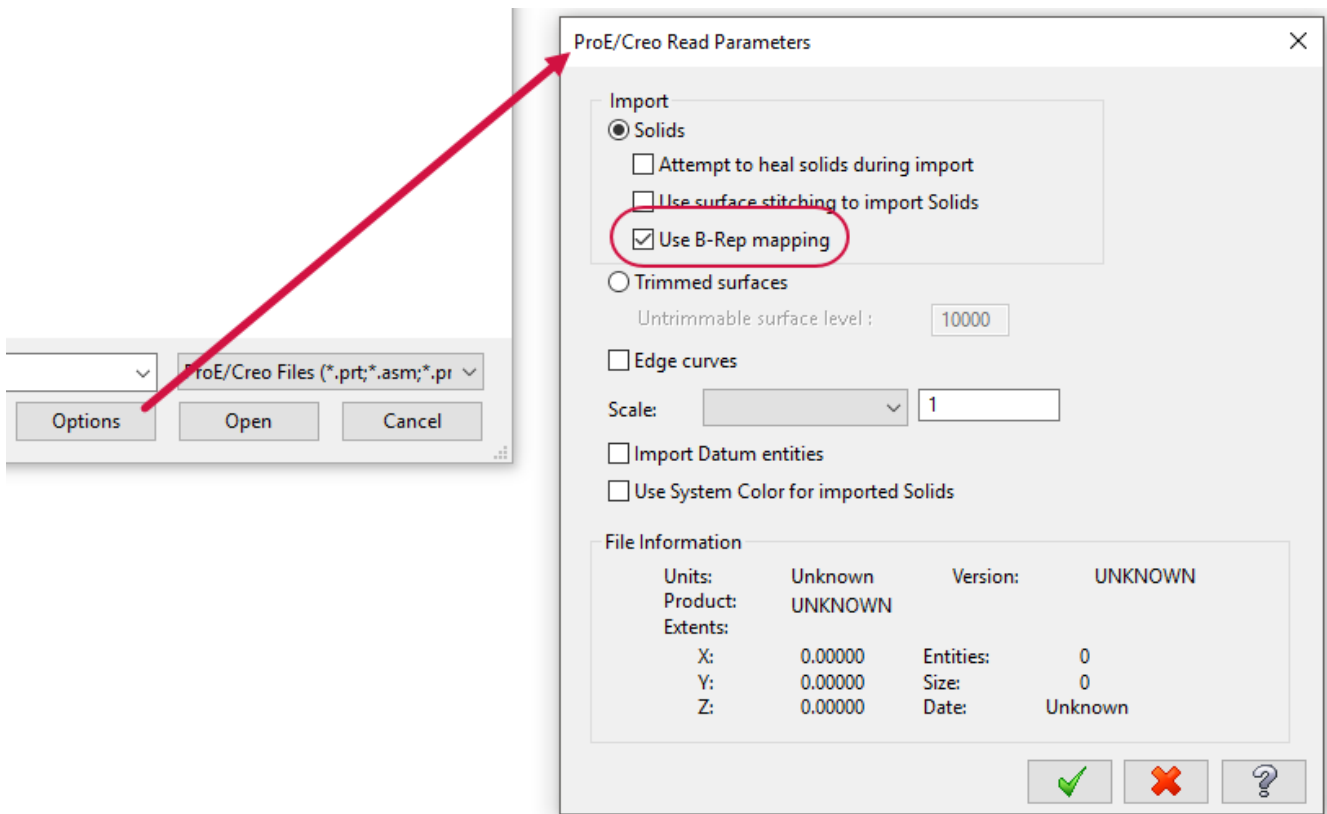 ProE/Creo Read Parameters
Import
Solids
Attempt to heal solids during import
Use surface stitching to import Solids
Use B-Rep mapping
Trimmed surfaces
Untrimmable surface level : 10000
Edge curves
ProE/Creo Files (*.prt;*.asm;*.pr
Options Open Cancel
Scale: 1
Import Datum entities
Use System Color for imported Solids
File Information
Units: Unknown Version: UNKNOWN
Product: UNKNOWN
Extents:
X: 0.00000 Entities: 0
Y: 0.00000 Size: 0
Z: 0.00000 Date: Unknown